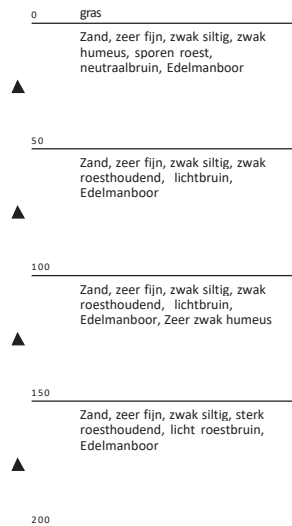 0 gras
Zand, zeer fijn, zwak siltig, zwak
humeus, sporen roest,
neutraalbruin, Edelmanboor
50
Zand, zeer fijn, zwak siltig, zwak
roesthoudend, lichtbruin,
Edelmanboor
100
Zand, zeer fijn, zwak siltig, zwak
roesthoudend, lichtbruin,
Edelmanboor, Zeer zwak humeus
150
Zand, zeer fijn, zwak siltig, sterk
roesthoudend, licht roestbruin,
Edelmanboor
200